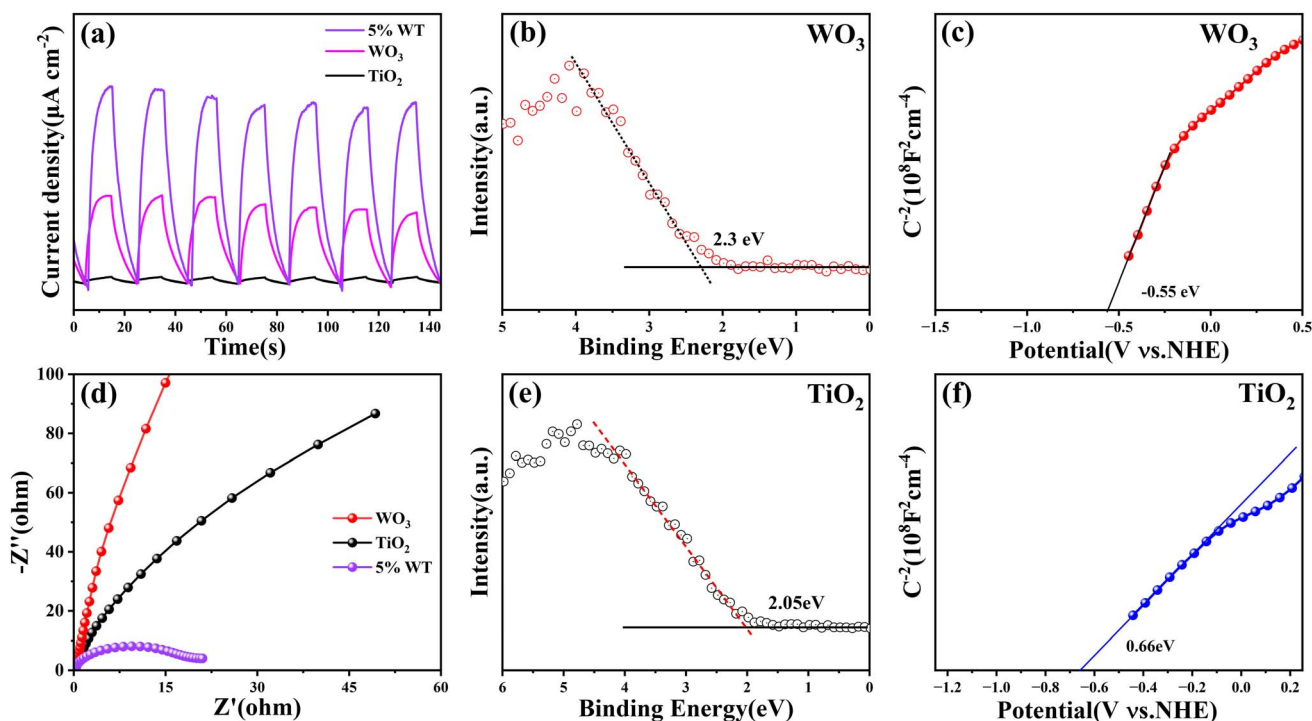 (a)
5% WT
WO3
TiO2
Current density(μA cm-2)
0 20 40 60 80 100 120 140
Time(s)
(b)
WO3
2.3 eV
Intensity(a.u.)
5 4 3 2 1 0
Binding Energy(eV)
(c)
WO3
-0.55 eV
C-2(10^8F2cm-4)
-1.5 -1.0 -0.5 0.0 0.5
Potential(V vs.NHE)
(d)
WO3
TiO2
5% WT
-Z''(ohm)
100
80
60
40
20
0
0 15 30 45 60
Z'(ohm)
(e)
TiO2
2.05eV
Intensity(a.u.)
6 5 4 3 2 1 0
Binding Energy(eV)
(f)
TiO2
0.66eV
C-2(10^8F2cm-4)
-1.2 -1.0 -0.8 -0.6 -0.4 -0.2 0.0 0.2
Potential(V vs.NHE)